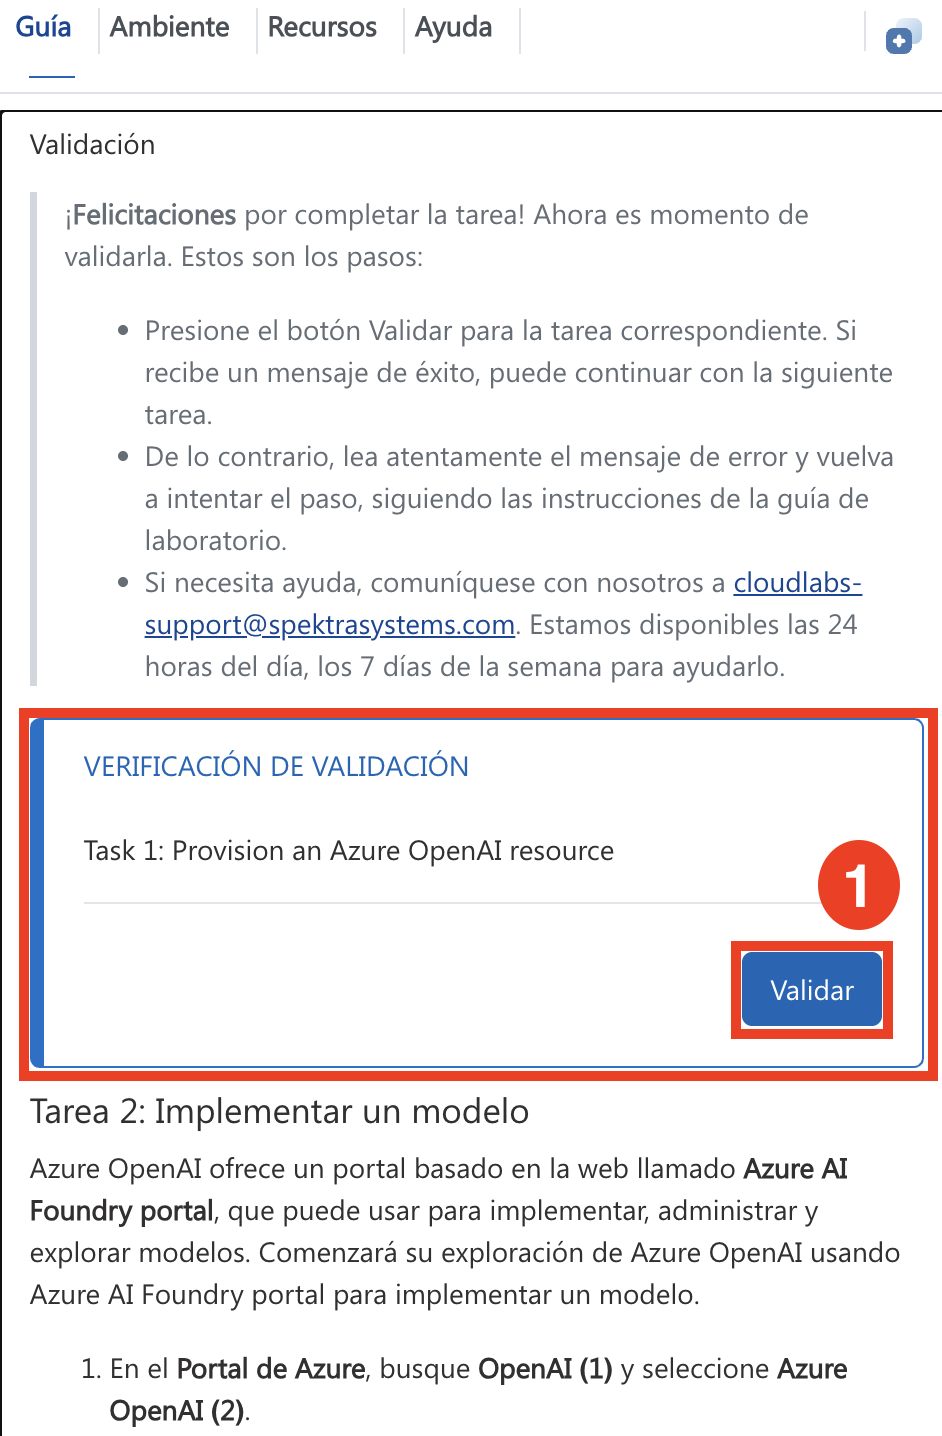 Guía
Ambiente
Recursos
Ayuda
Validación
¡Felicitaciones por completar la tarea! Ahora es momento de
validarla. Estos son los pasos:
Presione el botón Validar para la tarea correspondiente. Si
recibe un mensaje de éxito, puede continuar con la siguiente
tarea.
De lo contrario, lea atentamente el mensaje de error y vuelva
a intentar el paso, siguiendo las instrucciones de la guía de
laboratorio.
Si necesita ayuda, comuníquese con nosotros a cloudlabs-
support@spektrasystems.com. Estamos disponibles las 24
horas del día, los 7 días de la semana para ayudarlo.
VERIFICACIÓN DE VALIDACIÓN
Task 1: Provision an Azure OpenAI resource
1
Validar
Tarea 2: Implementar un modelo
Azure OpenAI ofrece un portal basado en la web llamado Azure AI
Foundry portal, que puede usar para implementar, administrar y
explorar modelos. Comenzará su exploración de Azure OpenAI usando
Azure AI Foundry portal para implementar un modelo.
1. En el Portal de Azure, busque OpenAI (1) y seleccione Azure
OpenAI (2).